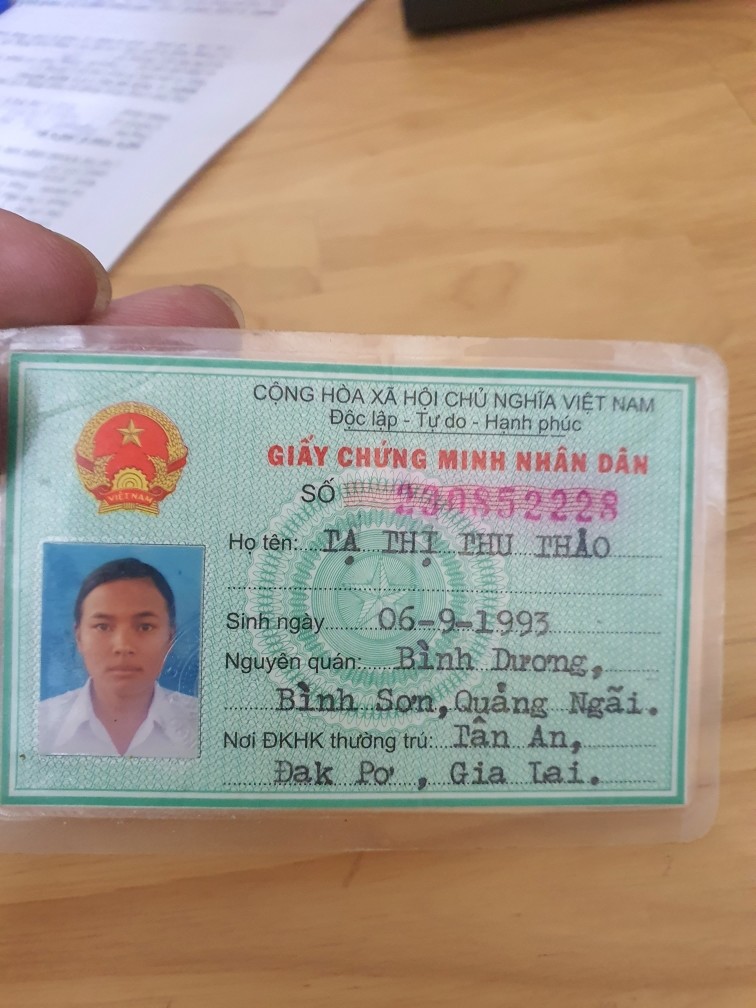 CỘNG HÒA XÃ HỘI CHỦ NGHĨA VIỆT NAM
Độc lập - Tự do - Hạnh phúc
GIẤY CHỨNG MINH NHÂN DÂN
SỐ 230852228
Họ tên: TẠ THỊ THU THẢO
Sinh ngày 06-9-1993
Nguyên quán: Bình Dương,
Bình Sơn, Quảng Ngãi.
Nơi ĐKHK thường trú: Tân An,
Đak Pơ , Gia Lai.
VIỆT NAM